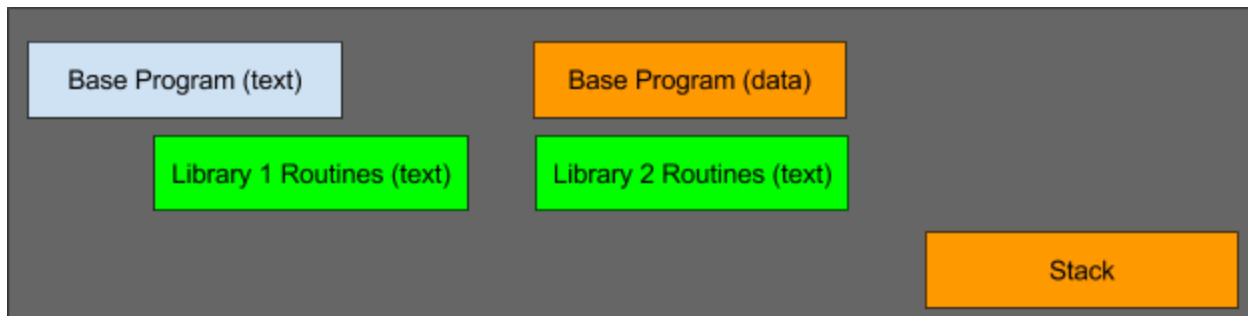 Base Program (text)
Base Program (data)
Library 1 Routines (text)
Library 2 Routines (text)
Stack